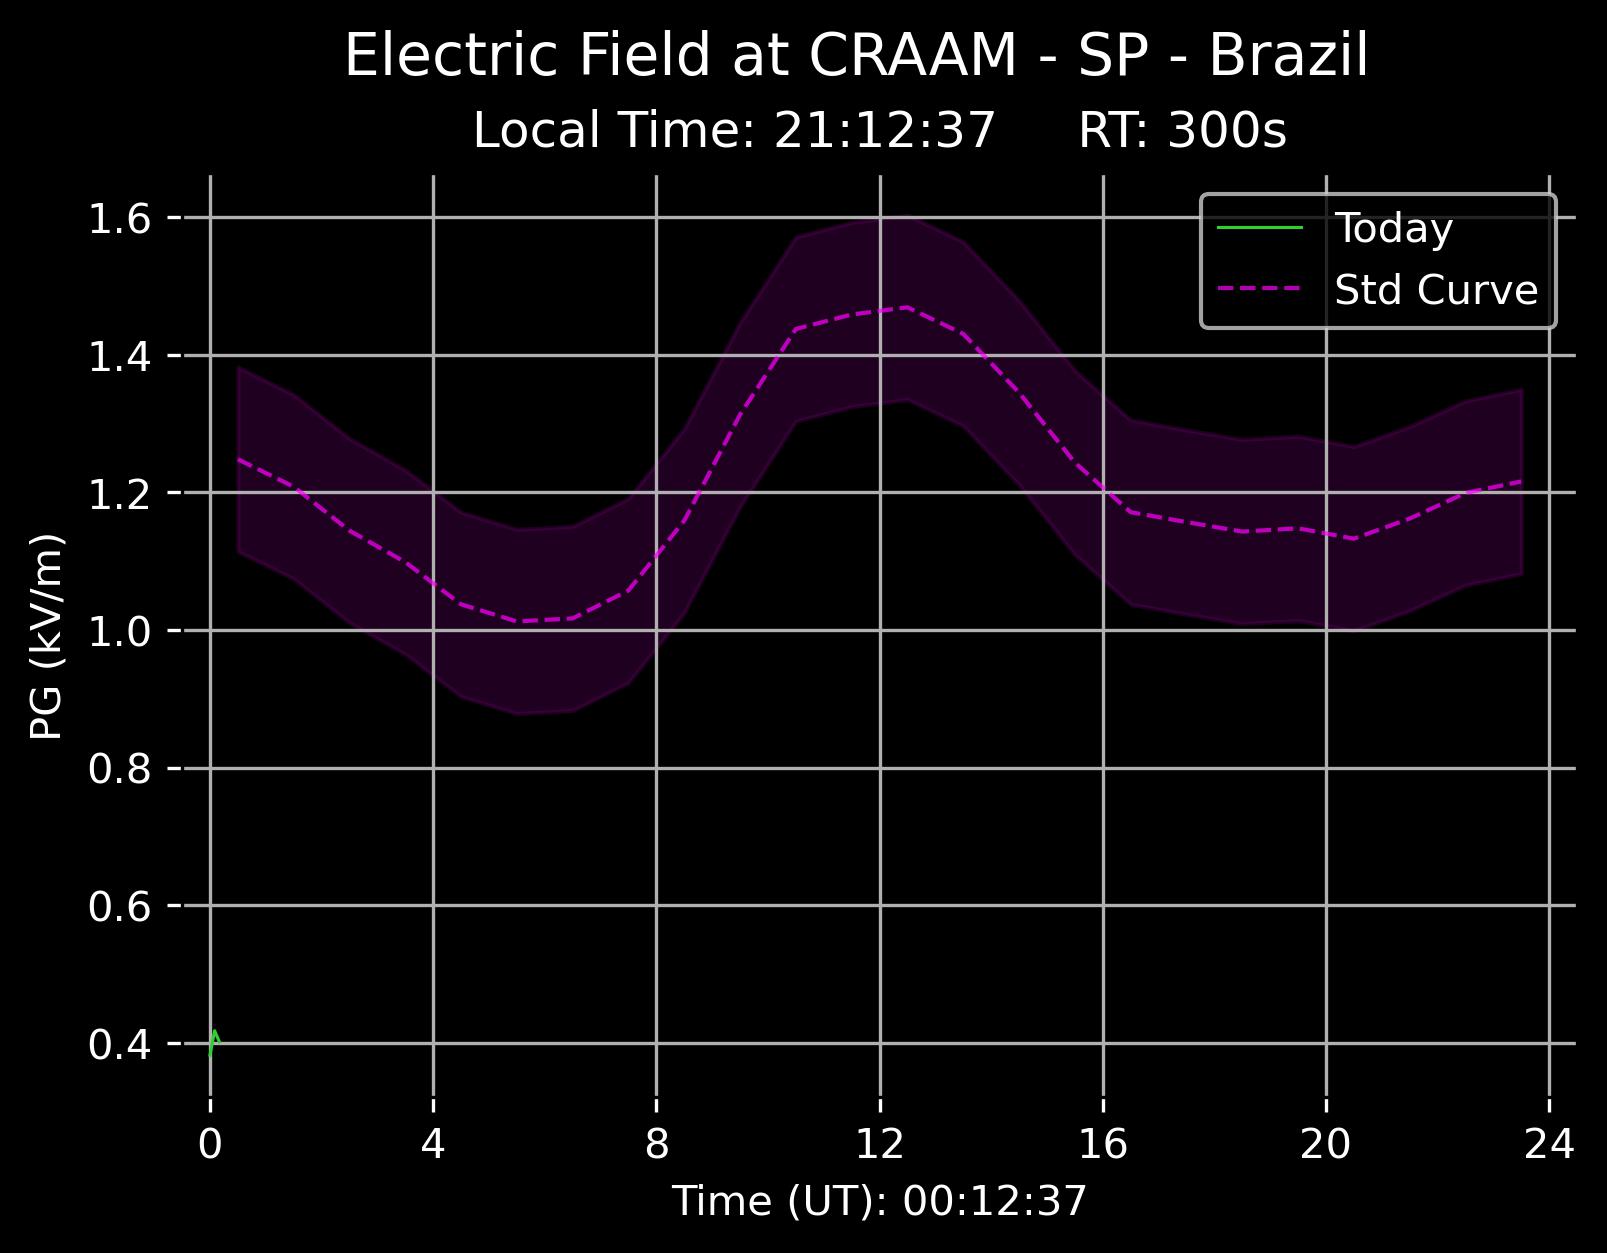 Electric Field at CRAAM - SP - Brazil
Local Time: 21:12:37 RT: 300s
Today
Std Curve
PG (kV/m)
1.6
1.4
1.2
1.0
0.8
0.6
0.4
0 4 8 12 16 20 24
Time (UT): 00:12:37